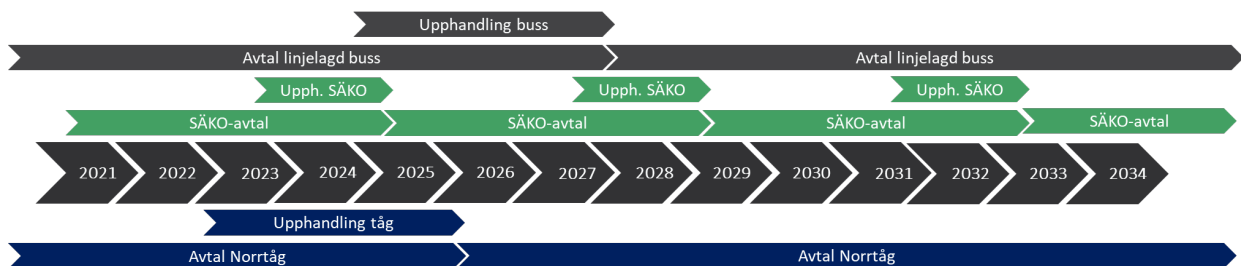 Upphandling buss
Avtal linjelagd buss Avtal linjelagd buss
Upph. SÄKO Upph. SÄKO Upph. SÄKO
SÄKO-avtal SÄKO-avtal SÄKO-avtal SÄKO-avtal
2021 2022 2023 2024 2025 2026 2027 2028 2029 2030 2031 2032 2033 2034
Upphandling tåg
Avtal Norrtåg Avtal Norrtåg